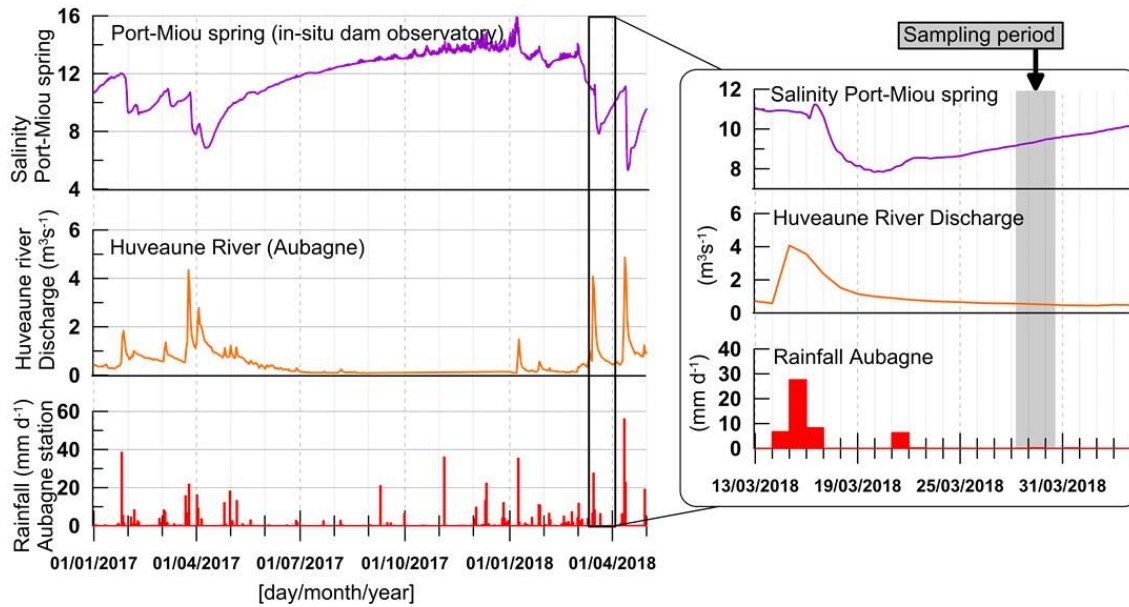 16
12
8
4
Salinity
Port-Miou spring
Port-Miou spring (in-situ dam observatory)
6
4
2
0
Huveaune river
Discharge (m³s⁻¹)
Huveaune River (Aubagne)
60
40
20
0
Rainfall (mm d⁻¹)
Aubagne station
01/01/2017 01/04/2017 01/07/2017 01/10/2017 01/01/2018 01/04/2018
[day/month/year]
Sampling period
12
10
8
Salinity Port-Miou spring
6
4
2
0
(m³s⁻¹)
Huveaune River Discharge
40
30
20
10
0
(mm d⁻¹)
Rainfall Aubagne
13/03/2018 19/03/2018 25/03/2018 31/03/2018